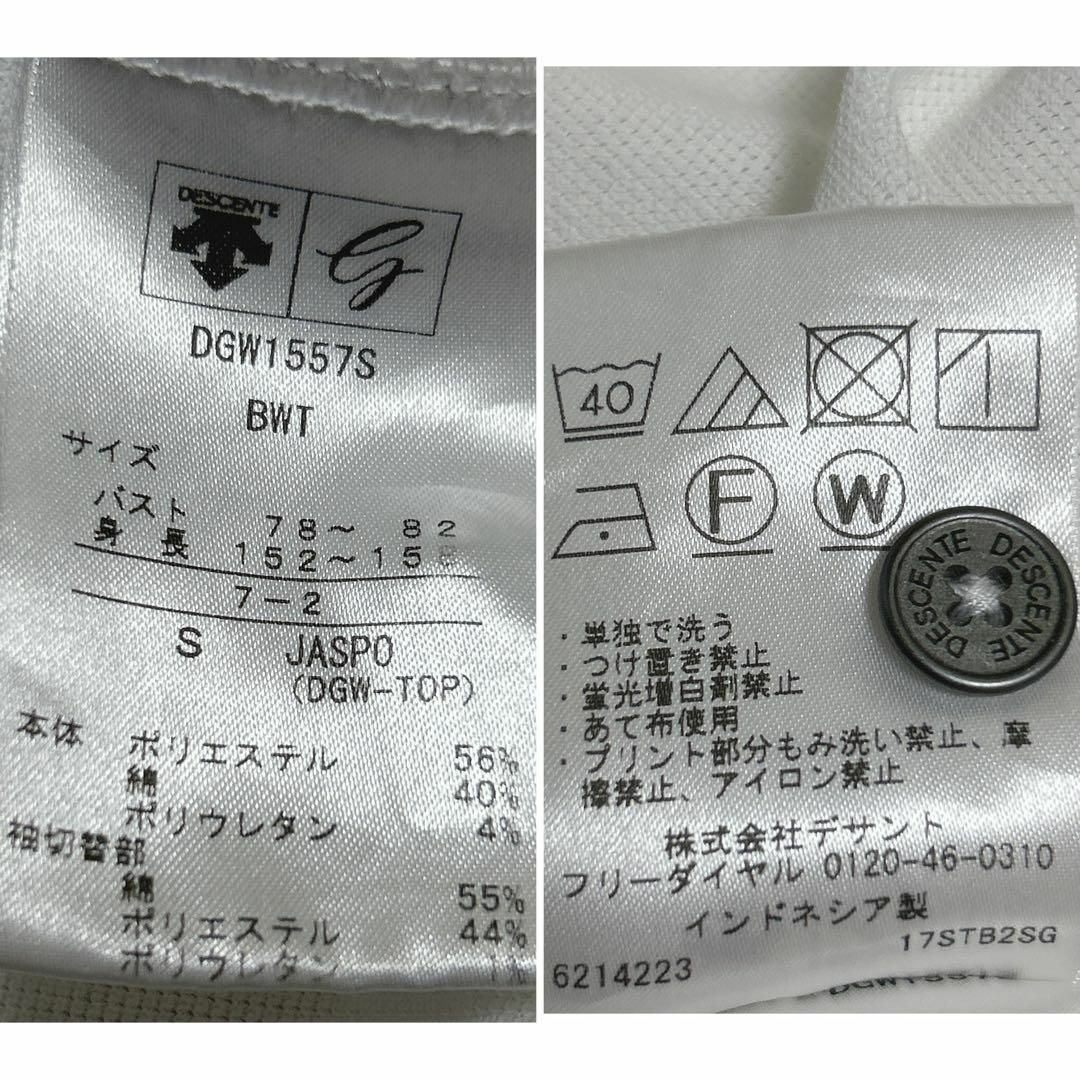 DESCENTE
G
DGW1557S
BWT
サイズ
バスト 78～ 82
身 長 152～15
7-2
S JASPO
(DGW-TOP)
本体
ポリエステル 56%
綿 40%
ポリウレタン 4%
袖切替部
綿 55%
ポリエステル 44%
ポリウレタン 1%
40
F W
DESCENTE DESCENTE
・単独で洗う
・つけ置き禁止
・蛍光増白剤禁止
・あて布使用
・プリント部分もみ洗い禁止、摩
擦禁止、アイロン禁止
株式会社デサント
フリーダイヤル 0120-46-0310
インドネシア製
17STB2SG
6214223